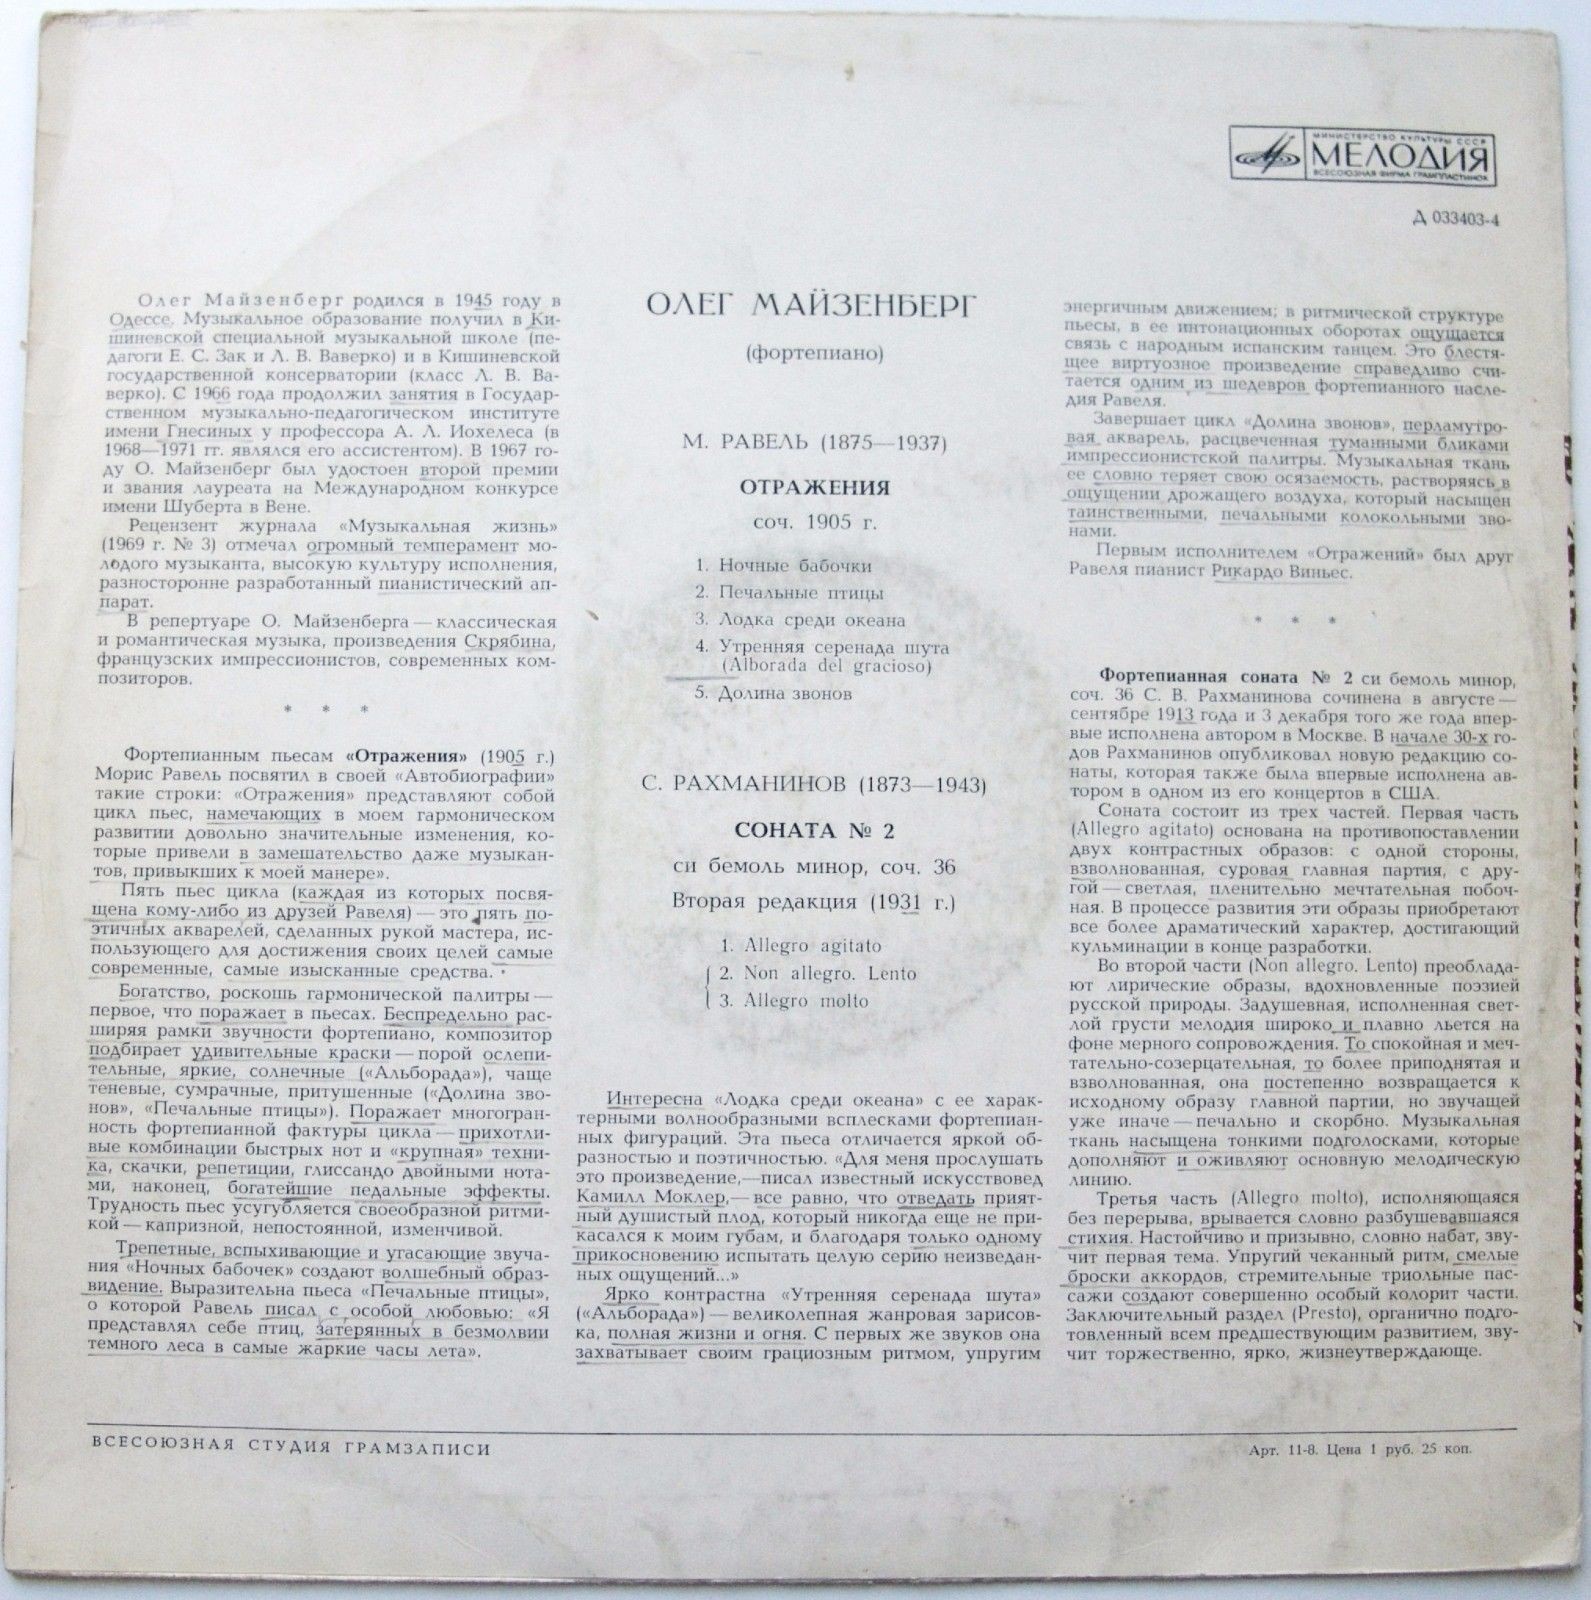 МИНИСТЕРСТВО КУЛЬТУРЫ СССР
МЕЛОДИЯ
ВСЕСОЮЗНАЯ ФИРМА ГРАМПЛАСТИНОК
Д 033403-4
Олег Майзенберг родился в 1945 году в
Одессе. Музыкальное образование получил в Ки-
шиневской специальной музыкальной школе (пе-
дагоги Е. С. Зак и Л. В. Ваверко) и в Кишиневской
государственной консерватории (класс Л. В. Ва-
верко). С 1966 года продолжил занятия в Государ-
ственном музыкально-педагогическом институте
имени Гнесиных у профессора А. Л. Иохелеса (в
1968—1971 гг. являлся его ассистентом). В 1967 го-
ду О. Майзенберг был удостоен второй премии
и звания лауреата на Международном конкурсе
имени Шуберта в Вене.
Рецензент журнала «Музыкальная жизнь»
(1969 г. № 3) отмечал огромный темперамент мо-
лодого музыканта, высокую культуру исполнения,
разносторонне разработанный пианистический ап-
парат.
В репертуаре О. Майзенберга — классическая
и романтическая музыка, произведения Скрябина,
французских импрессионистов, современных ком-
позиторов.
* * *
Фортепианным пьесам «Отражения» (1905 г.)
Морис Равель посвятил в своей «Автобиографии»
такие строки: «Отражения» представляют собой
цикл пьес, намечающих в моем гармоническом
развитии довольно значительные изменения, ко-
торые привели в замешательство даже музыкан-
тов, привыкших к моей манере».
Пять пьес цикла (каждая из которых посвя-
щена кому-либо из друзей Равеля) — это пять по-
этичных акварелей, сделанных рукой мастера, ис-
пользующего для достижения своих целей самые
современные, самые изысканные средства.
Богатство, роскошь гармонической палитры —
первое, что поражает в пьесах. Беспредельно рас-
ширяя рамки звучности фортепиано, композитор
подбирает удивительные краски — порой ослепи-
тельные, яркие, солнечные («Альборада»), чаще
теневые, сумрачные, притушенные («Долина зво-
нов», «Печальные птицы»). Поражает многогран-
ность фортепианной фактуры цикла — прихотли-
вые комбинации быстрых нот и «крупная» техни-
ка, скачки, репетиции, глиссандо двойными нота-
ми, наконец, богатейшие педальные эффекты.
Трудность пьес усугубляется своеобразной ритми-
кой — капризной, непостоянной, изменчивой.
Трепетные, вспыхивающие и угасающие звуча-
ния «Ночных бабочек» создают волшебный образ-
видение. Выразительна пьеса «Печальные птицы»,
о которой Равель писал с особой любовью: «Я
представлял себе птиц, затерянных в безмолвии
темного леса в самые жаркие часы лета».
ОЛЕГ МАЙЗЕНБЕРГ
(фортепиано)
М. РАВЕЛЬ (1875—1937)
ОТРАЖЕНИЯ
соч. 1905 г.
1. Ночные бабочки
2. Печальные птицы
3. Лодка среди океана
4. Утренняя серенада шута
(Alborada del gracioso)
5. Долина звонов
С. РАХМАНИНОВ (1873—1943)
СОНАТА № 2
си бемоль минор, соч. 36
Вторая редакция (1931 г.)
1. Allegro agitato
2. Non allegro. Lento
3. Allegro molto
Интересна «Лодка среди океана» с ее харак-
терными волнообразными всплесками фортепиан-
ных фигураций. Эта пьеса отличается яркой об-
разностью и поэтичностью. «Для меня прослушать
это произведение,—писал известный искусствовед
Камилл Моклер,—все равно, что отведать прият-
ный душистый плод, который никогда еще не при-
касался к моим губам, и благодаря только одному
прикосновению испытать целую серию неизведан-
ных ощущений...»
Ярко контрастна «Утренняя серенада шута»
(«Альборада») — великолепная жанровая зарисов-
ка, полная жизни и огня. С первых же звуков она
захватывает своим грациозным ритмом, упругим
энергичным движением; в ритмической структуре
пьесы, в ее интонационных оборотах ощущается
связь с народным испанским танцем. Это блестя-
щее виртуозное произведение справедливо счи-
тается одним из шедевров фортепианного насле-
дия Равеля.
Завершает цикл «Долина звонов», перламутро-
вая акварель, расцвеченная туманными бликами
импрессионистской палитры. Музыкальная ткань
ее словно теряет свою осязаемость, растворяясь в
ощущении дрожащего воздуха, который насыщен
таинственными, печальными колокольными зво-
нами.
Первым исполнителем «Отражений» был друг
Равеля пианист Рикардо Виньес.
* * *
Фортепианная соната № 2 си бемоль минор,
соч. 36 С. В. Рахманинова сочинена в августе —
сентябре 1913 года и 3 декабря того же года впер-
вые исполнена автором в Москве. В начале 30-х го-
дов Рахманинов опубликовал новую редакцию со-
наты, которая также была впервые исполнена ав-
тором в одном из его концертов в США.
Соната состоит из трех частей. Первая часть
(Allegro agitato) основана на противопоставлении
двух контрастных образов: с одной стороны,
взволнованная, суровая главная партия, с дру-
гой — светлая, пленительно мечтательная побоч-
ная. В процессе развития эти образы приобретают
все более драматический характер, достигающий
кульминации в конце разработки.
Во второй части (Non allegro. Lento) преоблада-
ют лирические образы, вдохновленные поэзией
русской природы. Задушевная, исполненная свет-
лой грусти мелодия широко и плавно льется на
фоне мерного сопровождения. То спокойная и меч-
тательно-созерцательная, то более приподнятая и
взволнованная, она постепенно возвращается к
исходному образу главной партии, но звучащей
уже иначе — печально и скорбно. Музыкальная
ткань насыщена тонкими подголосками, которые
дополняют и оживляют основную мелодическую
линию.
Третья часть (Allegro molto), исполняющаяся
без перерыва, врывается словно разбушевавшаяся
стихия. Настойчиво и призывно, словно набат, зву-
чит первая тема. Упругий чеканный ритм, смелые
броски аккордов, стремительные триольные пас-
сажи создают совершенно особый колорит части.
Заключительный раздел (Presto), органично подго-
товленный всем предшествующим развитием, зву-
чит торжественно, ярко, жизнеутверждающе.
ВСЕСОЮЗНАЯ СТУДИЯ ГРАМЗАПИСИ
Арт. 11-8. Цена 1 руб. 25 коп.